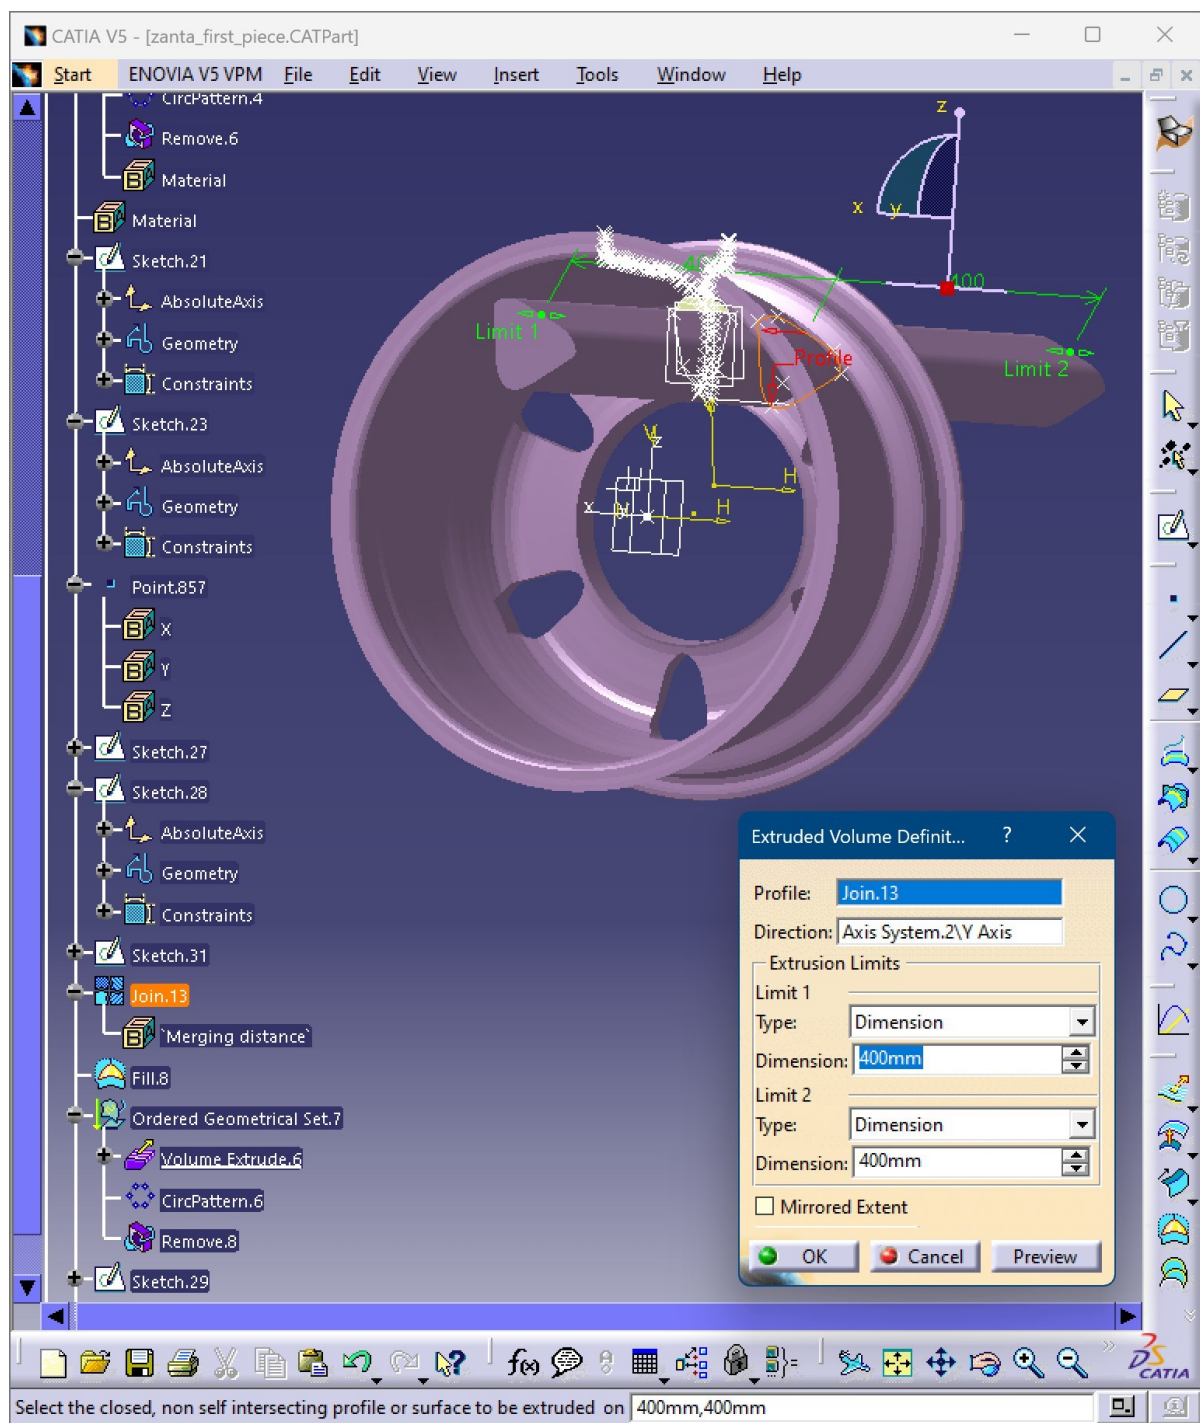 CATIA V5 - [zanta_first_piece.CATPart]
Start ENOVIA V5 VPM File Edit View Insert Tools Window Help
CircPattern.4
Remove.6
Material
Material
Sketch.21
AbsoluteAxis
Geometry
Constraints
Sketch.23
AbsoluteAxis
Geometry
Constraints
Point.857
X
Y
Z
Sketch.27
Sketch.28
AbsoluteAxis
Geometry
Constraints
Sketch.31
Join.13
`Merging distance`
Fill.8
Ordered Geometrical Set.7
Volume Extrude.6
CircPattern.6
Remove.8
Sketch.29
z
x
y
400
Limit 1
Profile
Limit 2
V
z
H
x
H
Extruded Volume Definit... ?
Profile: Join.13
Direction: Axis System.2\Y Axis
Extrusion Limits
Limit 1
Type: Dimension
Dimension: 400mm
Limit 2
Type: Dimension
Dimension: 400mm
Mirrored Extent
OK Cancel Preview
f(x)
CATIA
Select the closed, non self intersecting profile or surface to be extruded on 400mm,400mm